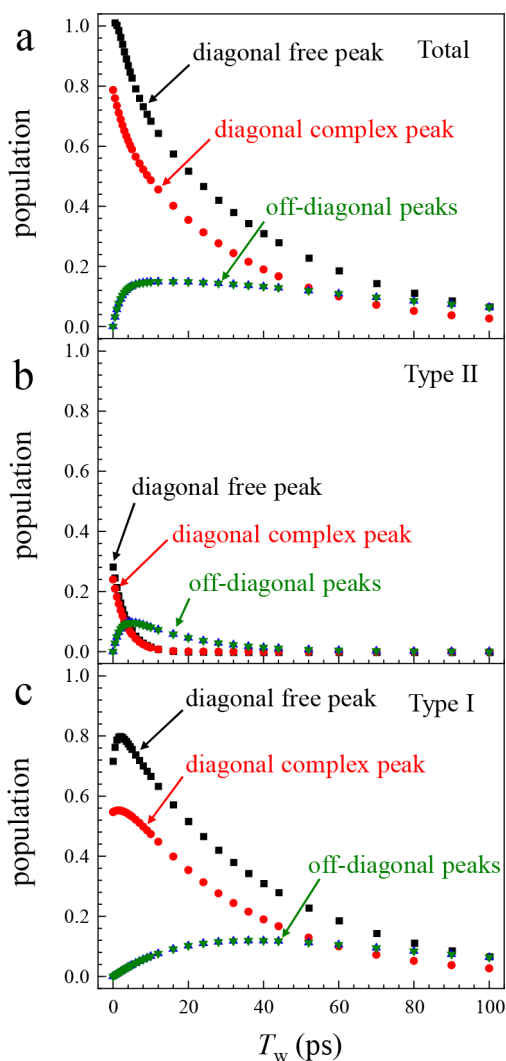 a
Total
diagonal free peak
diagonal complex peak
off-diagonal peaks
population
1.0
0.8
0.6
0.4
0.2
0.0
b
Type II
diagonal free peak
diagonal complex peak
off-diagonal peaks
population
1.0
0.8
0.6
0.4
0.2
0.0
c
Type I
diagonal free peak
diagonal complex peak
off-diagonal peaks
population
0.8
0.6
0.4
0.2
0.0
0 20 40 60 80 100
Tw (ps)